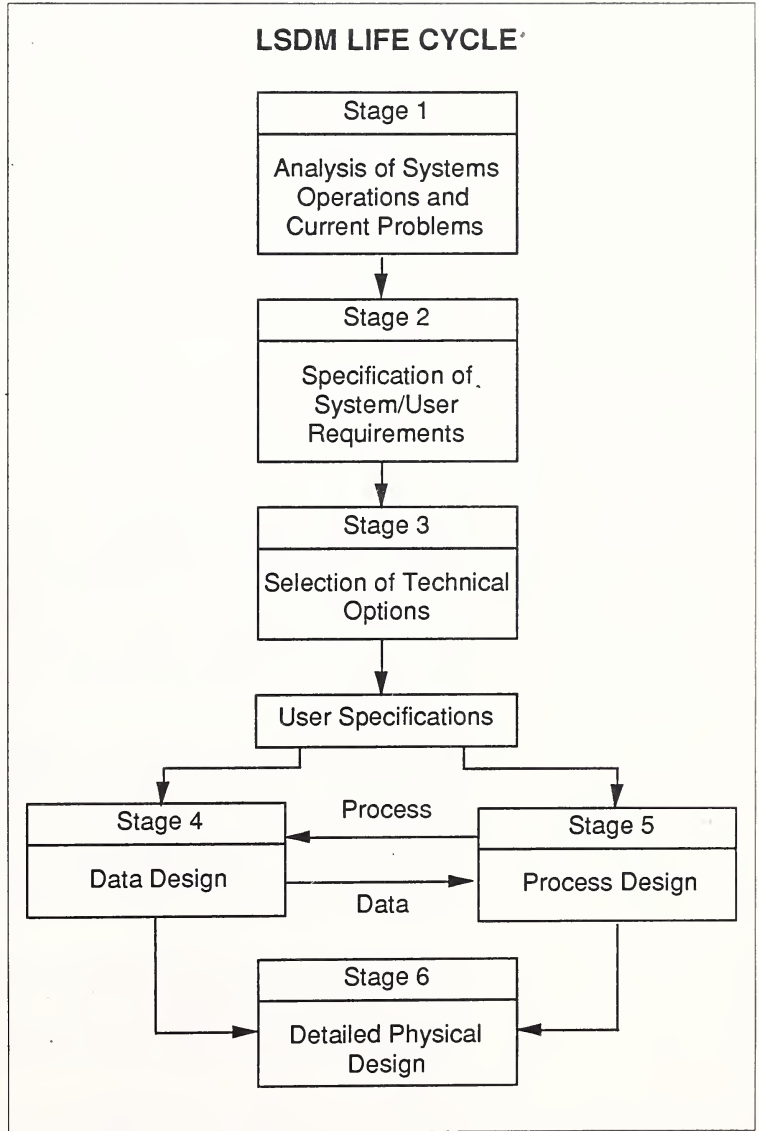 LSDM LIFE CYCLE
Stage 1
Analysis of Systems
Operations and
Current Problems
Stage 2
Specification of
System/User
Requirements
Stage 3
Selection of Technical
Options
User Specifications
Stage 4
Data Design
Process
Data
Stage 5
Process Design
Stage 6
Detailed Physical
Design